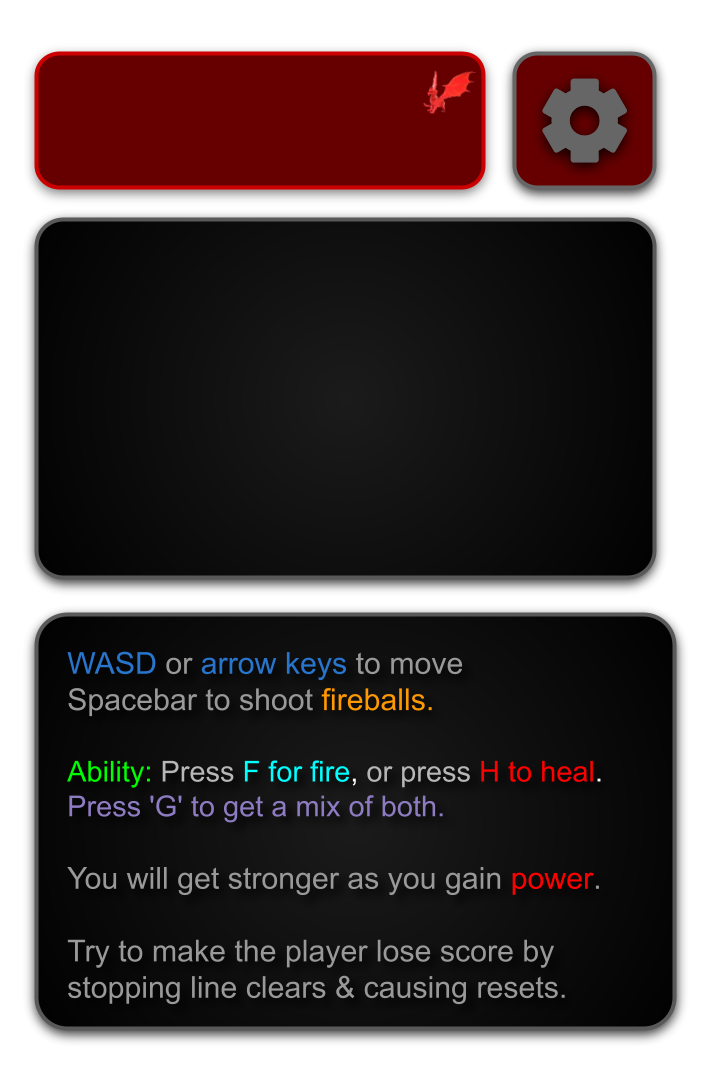 WASD or arrow keys to move
Spacebar to shoot fireballs.
Ability: Press F for fire, or press H to heal.
Press 'G' to get a mix of both.
You will get stronger as you gain power.
Try to make the player lose score by
stopping line clears & causing resets.